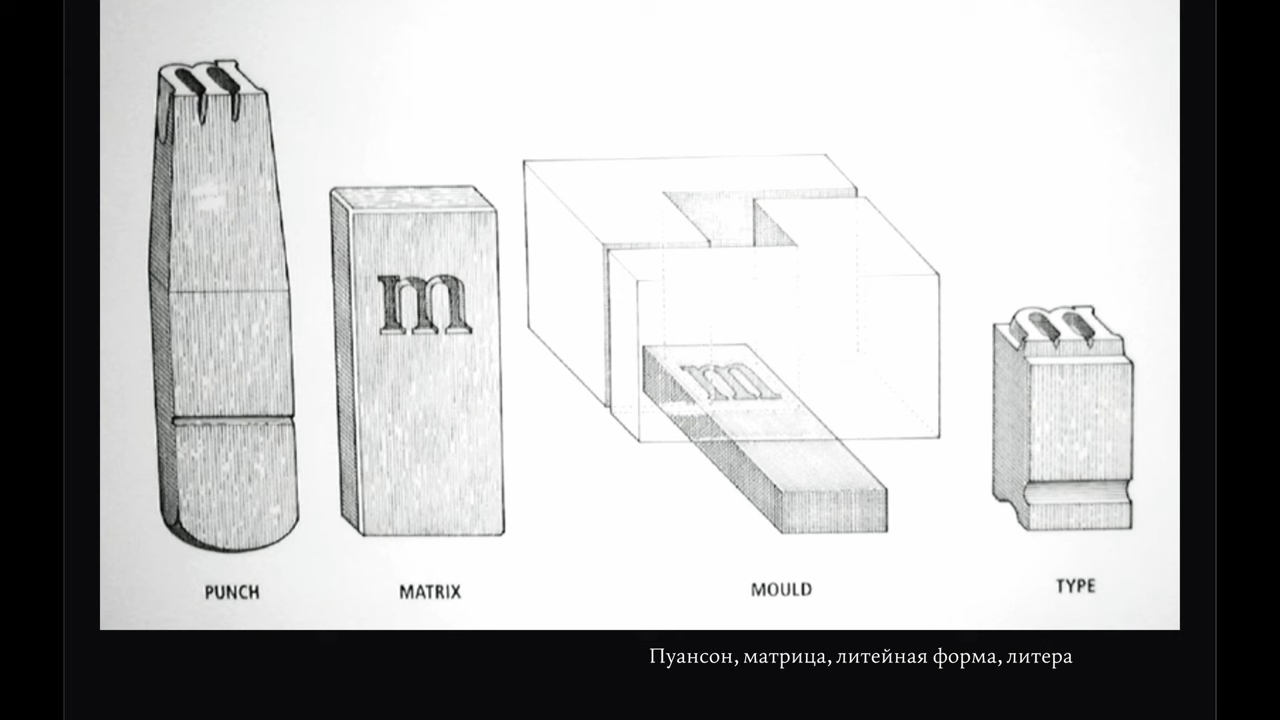 m
m
PUNCH
MATRIX
MOULD
TYPE
Пуансон, матрица, литейная форма, литера